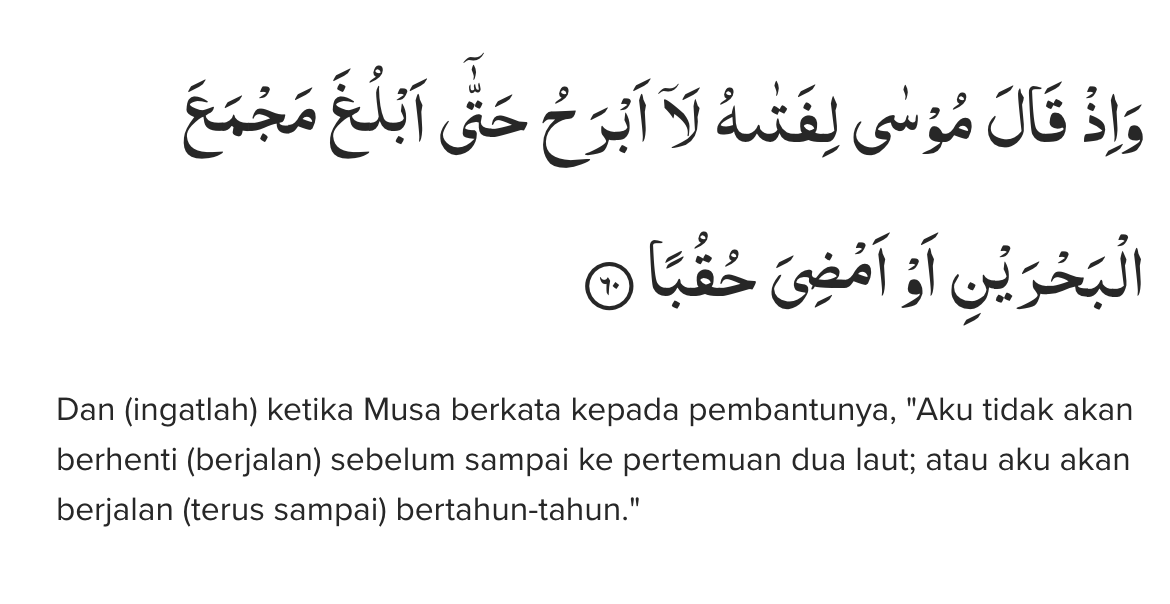 وَاِذْ قَالَ مُوْسٰى لِفَتٰىهُ لَآ اَبْرَحُ حَتّٰٓى اَبْلُغَ مَجْمَعَ
الْبَحْرَيْنِ اَوْ اَمْضِيَ حُقُبًا ٦٠
Dan (ingatlah) ketika Musa berkata kepada pembantunya, "Aku tidak akan
berhenti (berjalan) sebelum sampai ke pertemuan dua laut; atau aku akan
berjalan (terus sampai) bertahun-tahun."